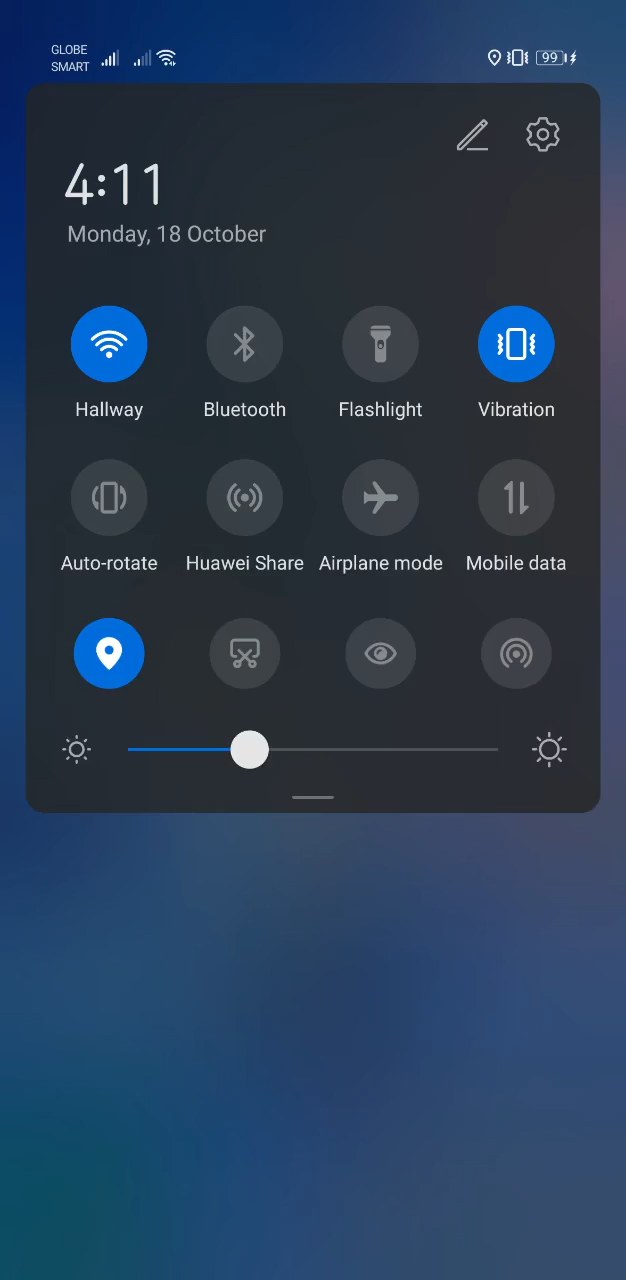 GLOBE
SMART
99
4:11
Monday, 18 October
Hallway Bluetooth Flashlight Vibration
Auto-rotate Huawei Share Airplane mode Mobile data